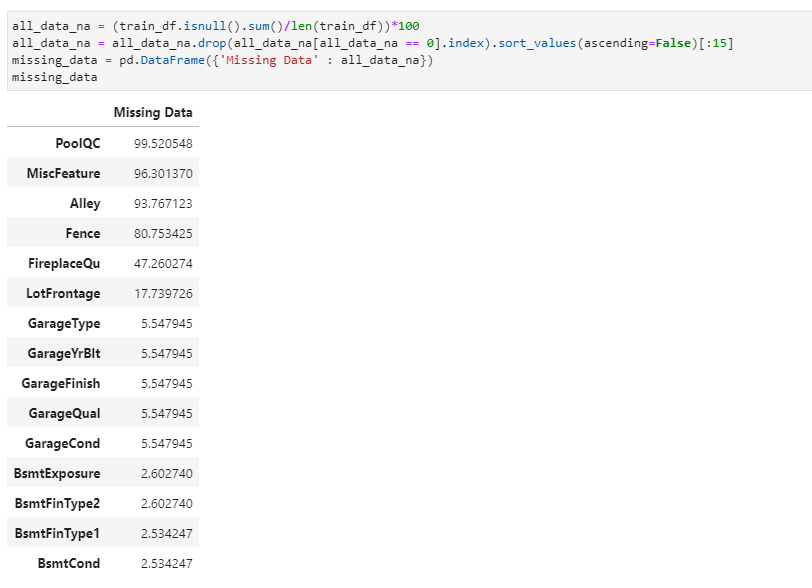 all_data_na = (train_df.isnull().sum()/len(train_df))*100
all_data_na = all_data_na.drop(all_data_na[all_data_na == 0].index).sort_values(ascending=False)[:15]
missing_data = pd.DataFrame({'Missing Data' : all_data_na})
missing_data
Missing Data
PoolQC 99.520548
MiscFeature 96.301370
Alley 93.767123
Fence 80.753425
FireplaceQu 47.260274
LotFrontage 17.739726
GarageType 5.547945
GarageYrBlt 5.547945
GarageFinish 5.547945
GarageQual 5.547945
GarageCond 5.547945
BsmtExposure 2.602740
BsmtFinType2 2.602740
BsmtFinType1 2.534247
BsmtCond 2.534247